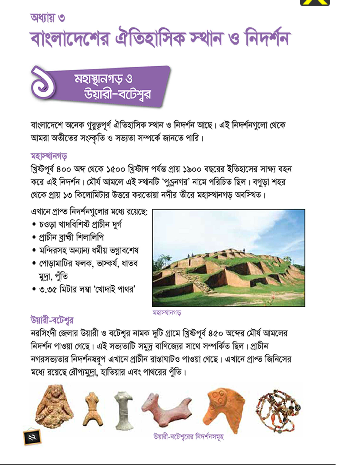 অধ্যায় ৩
বাংলাদেশের ঐতিহাসিক স্থান ও নিদর্শন
১
মহাস্থানগড় ও
উয়ারী-বটেশ্বর
বাংলাদেশে অনেক গুরুত্বপূর্ণ ঐতিহাসিক স্থান ও নিদর্শন আছে। এই নিদর্শনগুলো থেকে
আমরা অতীতের সংস্কৃতি ও সভ্যতা সম্পর্কে জানতে পারি।
মহাস্থানগড়
খ্রিষ্টপূর্ব ৪০০ অব্দ থেকে ১৫০০ খ্রিষ্টাব্দ পর্যন্ত প্রায় ১৯০০ বছরের ইতিহাসের সাক্ষ্য বহন
করে এই নিদর্শন। মৌর্য আমলে এই স্থানটি 'পুণ্ড্রনগর' নামে পরিচিত ছিল। বগুড়া শহর
থেকে প্রায় ১৩ কিলোমিটার উত্তরে করতোয়া নদীর তীরে মহাস্থানগড় অবস্থিত।
এখানে প্রাপ্ত নিদর্শনগুলোর মধ্যে রয়েছে:
• চওড়া খাদবিশিষ্ট প্রাচীন দুর্গ
• প্রাচীন ব্রাহ্মী শিলালিপি
• মন্দিরসহ অন্যান্য ধর্মীয় ভগ্নাবশেষ
• পোড়ামাটির ফলক, ভাস্কর্য, ধাতব
মুদ্রা, পুঁতি
• ৩.৩৫ মিটার লম্বা 'খোদাই পাথর'
মহাস্থানগড়
উয়ারী-বটেশ্বর
নরসিংদী জেলার উয়ারী ও বটেশ্বর নামক দুটি গ্রামে খ্রিষ্টপূর্ব ৪৫০ অব্দের মৌর্য আমলের
নিদর্শন পাওয়া গেছে। এই সভ্যতাটি সমুদ্র বাণিজ্যের সাথে সম্পর্কিত ছিল। প্রাচীন
নগরসভ্যতার নিদর্শনস্বরূপ এখানে প্রাচীন রাস্তাঘাটও পাওয়া গেছে। এখানে প্রাপ্ত জিনিসের
মধ্যে রয়েছে রৌপ্যমুদ্রা, হাতিয়ার এবং পাথরের পুঁতি।
উয়ারী-বটেশ্বরের নিদর্শনসমূহ